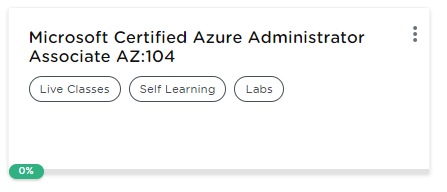 Microsoft Certified Azure Administrator
Associate AZ:104
Live Classes
Self Learning
Labs
0%